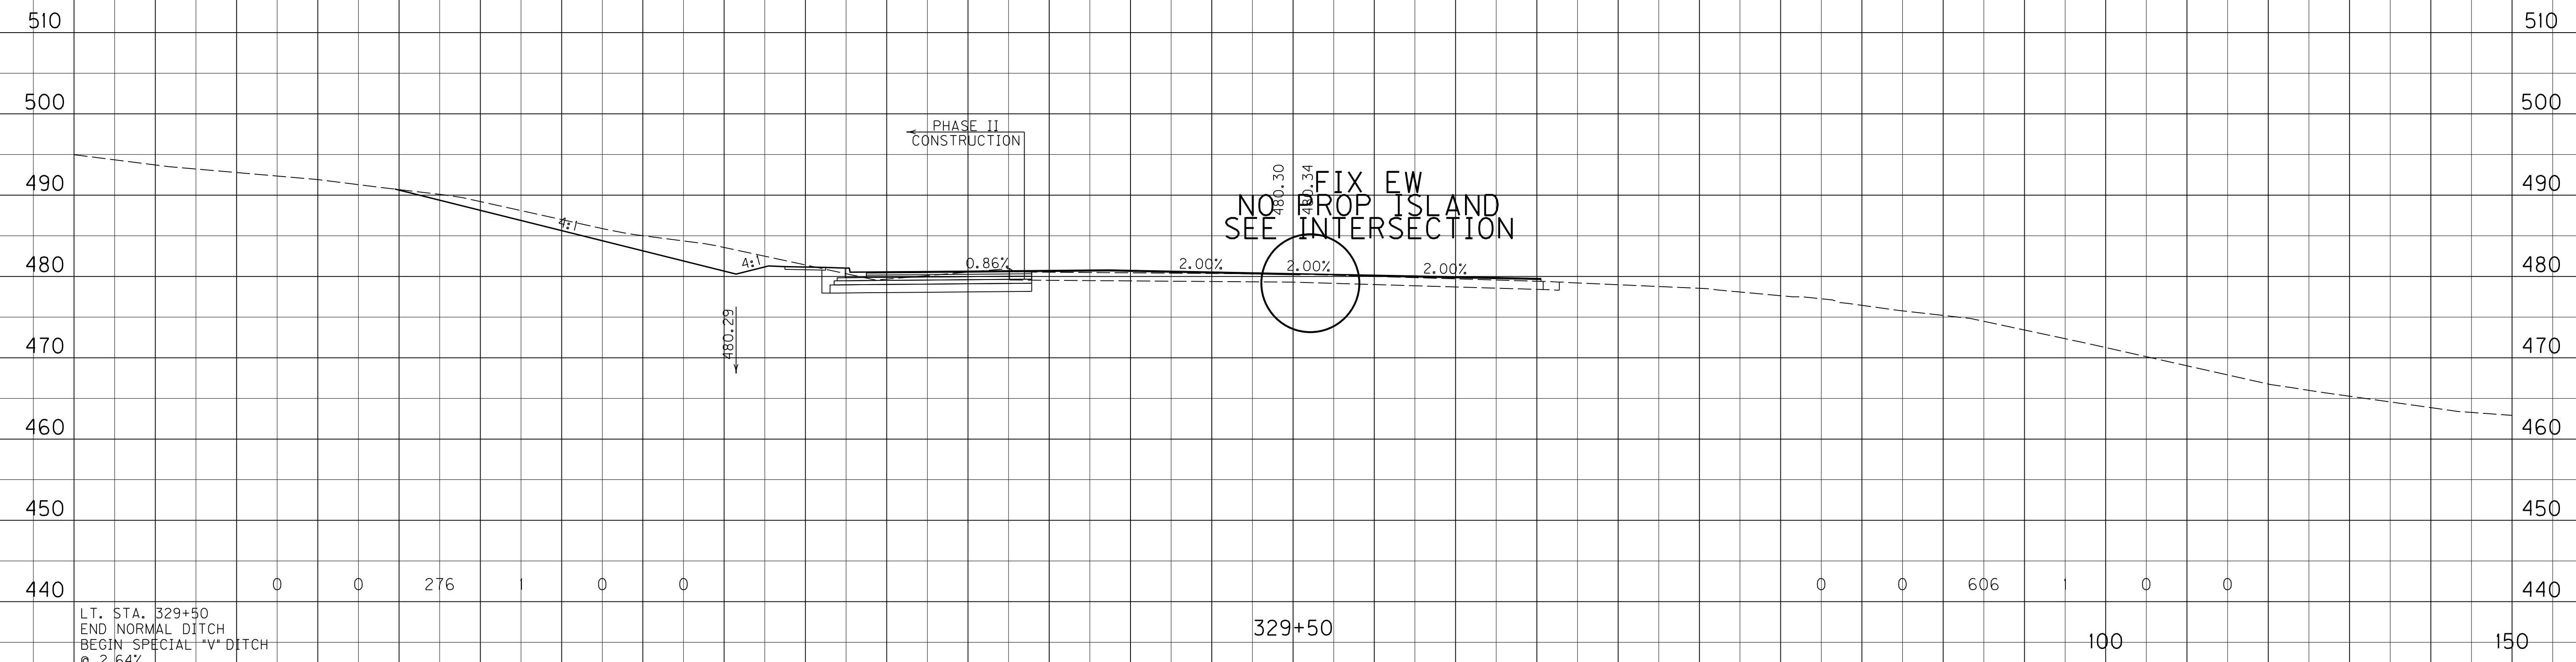 510 510
500 500
PHASE II
CONSTRUCTION
490 490
480.30 480.34
FIX EW
NO PROP ISLAND
SEE INTERSECTION
4:1
4:1
0.86% 2.00% 2.00% 2.00%
480 480
480.29
470 470
460 460
450 450
0 0 276 1 0 0 0 0 606 1 0 0
440 440
LT. STA. 329+50
END NORMAL DITCH
BEGIN SPECIAL "V" DITCH
@ 2.64%
329+50 100 150